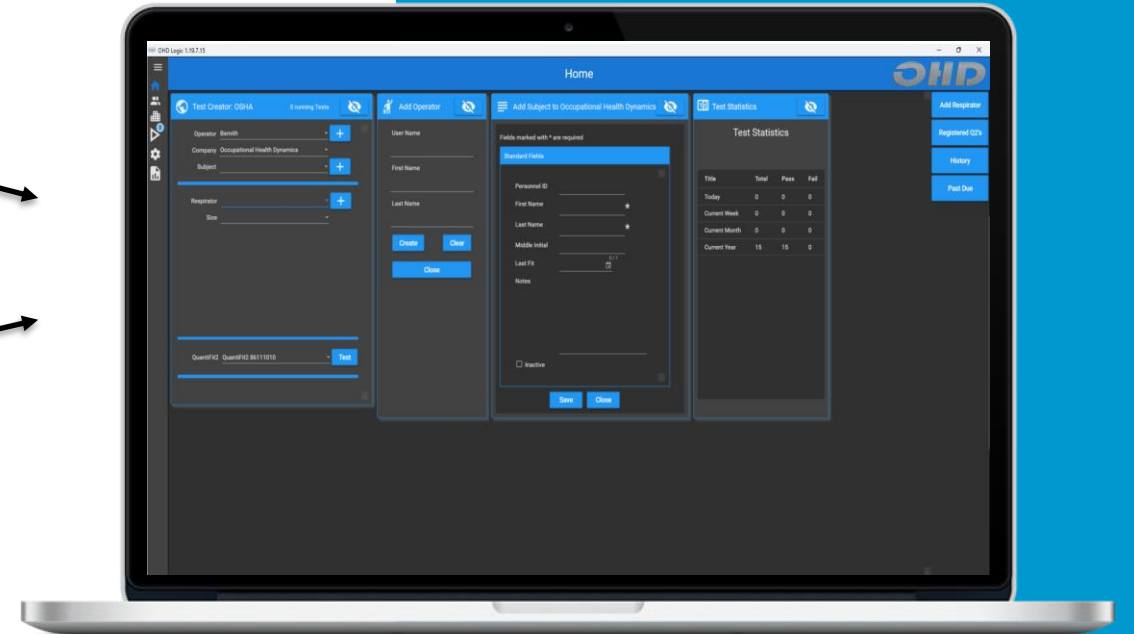 OHD Logic 1.19.7.15
Home
OHD
Test Creator: OSHA
0 running Tests
Operator Bsmith
Company Occupational Health Dynamics
Subject
Respirator
Size
QuantiFit2 QuantiFit2 86111010
Test
Add Operator
User Name
First Name
Last Name
Create
Clear
Close
Add Subject to Occupational Health Dynamics
Fields marked with * are required
Standard Fields
Personnel ID
First Name *
Last Name *
Middle Initial
0 / 1
Last Fit
Notes
Inactive
Save
Close
Test Statistics
Test Statistics
Title Total Pass Fail
Today 0 0 0
Current Week 0 0 0
Current Month 0 0 0
Current Year 15 15 0
Add Respirator
Registered Q2's
History
Past Due